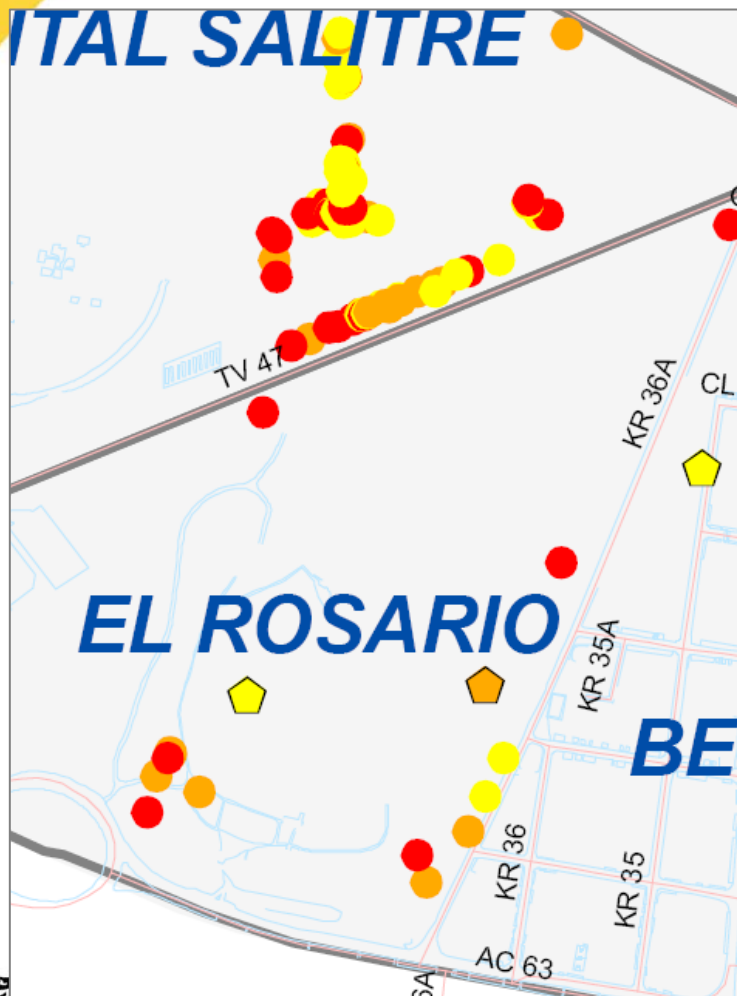 ITAL SALITRE
TV 47
KR 36A
CL
EL ROSARIO
KR 35A
BE
KR 36
KR 35
AC 63
6A